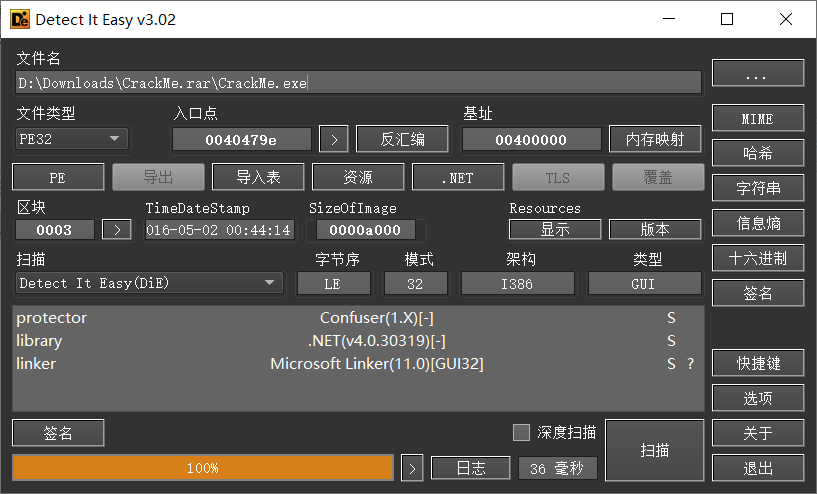 Detect It Easy v3.02
文件名
D:\Downloads\CrackMe.rar\CrackMe.exe
...
文件类型 入口点 基址
PE32 0040479e > 反汇编 00400000 内存映射 MIME
哈希
PE 导出 导入表 资源 .NET TLS 覆盖 字符串
区块 TimeDateStamp SizeOfImage Resources
0003 > 016-05-02 00:44:14 0000a000 显示 版本 信息熵
扫描 字节序 模式 架构 类型 十六进制
Detect It Easy(DiE) LE 32 I386 GUI 签名
protector Confuser(1.X)[-] S
library .NET(v4.0.30319)[-] S
linker Microsoft Linker(11.0)[GUI32] S ? 快捷键
选项
签名 深度扫描 扫描 关于
100% > 日志 36 毫秒 退出